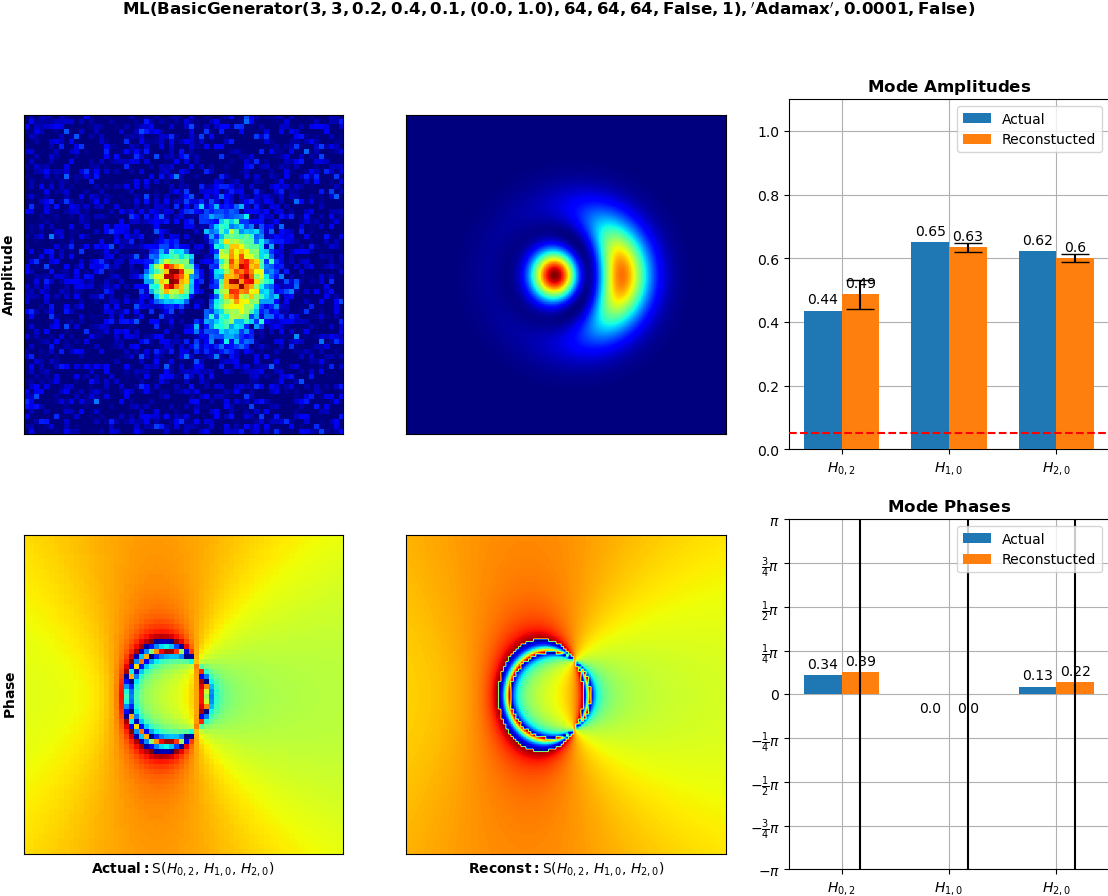 ML(BasicGenerator(3, 3, 0.2, 0.4, 0.1, (0.0, 1.0), 64, 64, 64, False, 1), 'Adamax', 0.0001, False)
Amplitude
Mode Amplitudes
Actual
Reconstucted
1.0
0.8
0.6
0.4
0.2
0.0
0.44
0.49
0.65
0.63
0.62
0.6
H0,2
H1,0
H2,0
Phase
Actual: S(H0,2, H1,0, H2,0)
Reconst: S(H0,2, H1,0, H2,0)
Mode Phases
Actual
Reconstucted
π
3/4π
1/2π
1/4π
0
−1/4π
−1/2π
−3/4π
−π
0.34
0.39
0.0
0.0
0.13
0.22
H0,2
H1,0
H2,0